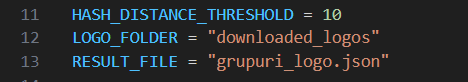 11 HASH_DISTANCE_THRESHOLD = 10
12 LOGO_FOLDER = "downloaded_logos"
13 RESULT_FILE = "grupuri_logo.json"